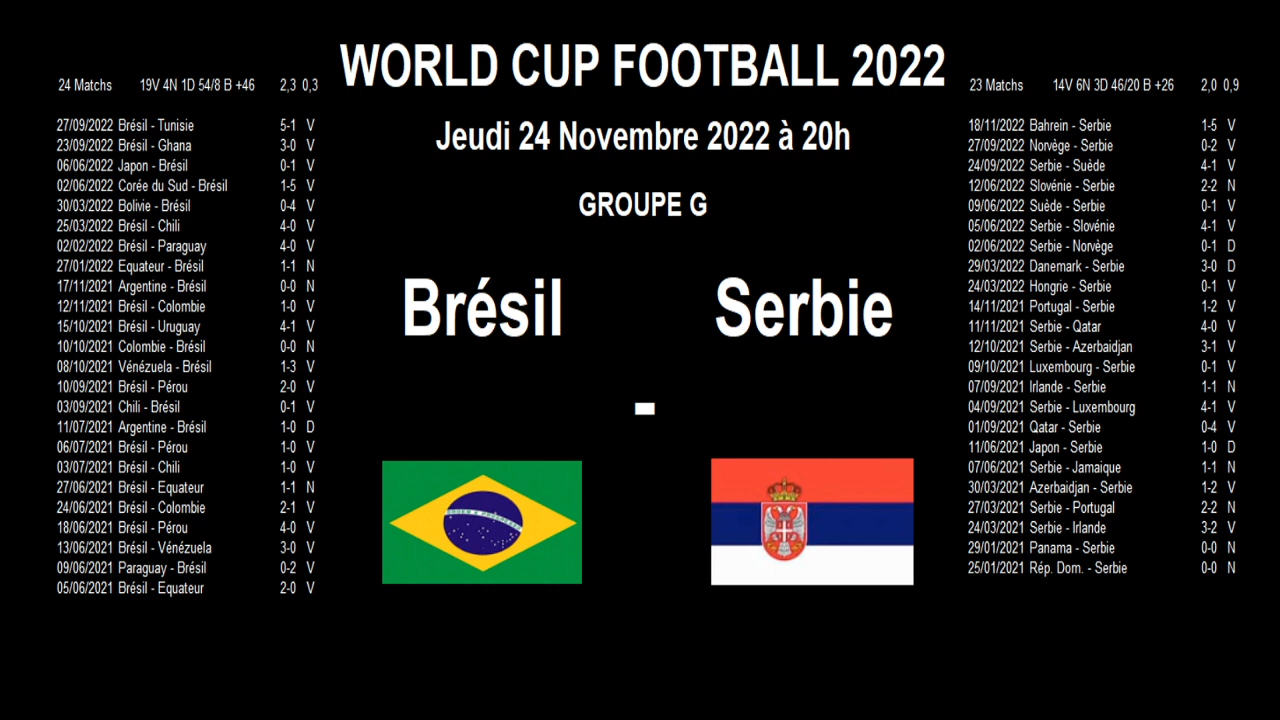 WORLD CUP FOOTBALL 2022
Jeudi 24 Novembre 2022 à 20h
GROUPE G
Brésil
-
Serbie
24 Matchs 19V 4N 1D 54/8 B +46 2,3 0,3
27/09/2022 Brésil - Tunisie 5-1 V
23/09/2022 Brésil - Ghana 3-0 V
06/06/2022 Japon - Brésil 0-1 V
02/06/2022 Corée du Sud - Brésil 1-5 V
30/03/2022 Bolivie - Brésil 0-4 V
25/03/2022 Brésil - Chili 4-0 V
02/02/2022 Brésil - Paraguay 4-0 V
27/01/2022 Equateur - Brésil 1-1 N
17/11/2021 Argentine - Brésil 0-0 N
12/11/2021 Brésil - Colombie 1-0 V
15/10/2021 Brésil - Uruguay 4-1 V
10/10/2021 Colombie - Brésil 0-0 N
08/10/2021 Vénézuela - Brésil 1-3 V
10/09/2021 Brésil - Pérou 2-0 V
03/09/2021 Chili - Brésil 0-1 V
11/07/2021 Argentine - Brésil 1-0 D
06/07/2021 Brésil - Pérou 1-0 V
03/07/2021 Brésil - Chili 1-0 V
27/06/2021 Brésil - Equateur 1-1 N
24/06/2021 Brésil - Colombie 2-1 V
18/06/2021 Brésil - Pérou 4-0 V
13/06/2021 Brésil - Vénézuela 3-0 V
09/06/2021 Paraguay - Brésil 0-2 V
05/06/2021 Brésil - Equateur 2-0 V
23 Matchs 14V 6N 3D 46/20 B +26 2,0 0,9
18/11/2022 Bahrein - Serbie 1-5 V
27/09/2022 Norvège - Serbie 0-2 V
24/09/2022 Serbie - Suède 4-1 V
12/06/2022 Slovénie - Serbie 2-2 N
09/06/2022 Suède - Serbie 0-1 V
05/06/2022 Serbie - Slovénie 4-1 V
02/06/2022 Serbie - Norvège 0-1 D
29/03/2022 Danemark - Serbie 3-0 D
24/03/2022 Hongrie - Serbie 0-1 V
14/11/2021 Portugal - Serbie 1-2 V
11/11/2021 Serbie - Qatar 4-0 V
12/10/2021 Serbie - Azerbaidjan 3-1 V
09/10/2021 Luxembourg - Serbie 0-1 V
07/09/2021 Irlande - Serbie 1-1 N
04/09/2021 Serbie - Luxembourg 4-1 V
01/09/2021 Qatar - Serbie 0-4 V
11/06/2021 Japon - Serbie 1-0 D
07/06/2021 Serbie - Jamaique 1-1 N
30/03/2021 Azerbaidjan - Serbie 1-2 V
27/03/2021 Serbie - Portugal 2-2 N
24/03/2021 Serbie - Irlande 3-2 V
29/01/2021 Panama - Serbie 0-0 N
25/01/2021 Rép. Dom. - Serbie 0-0 N